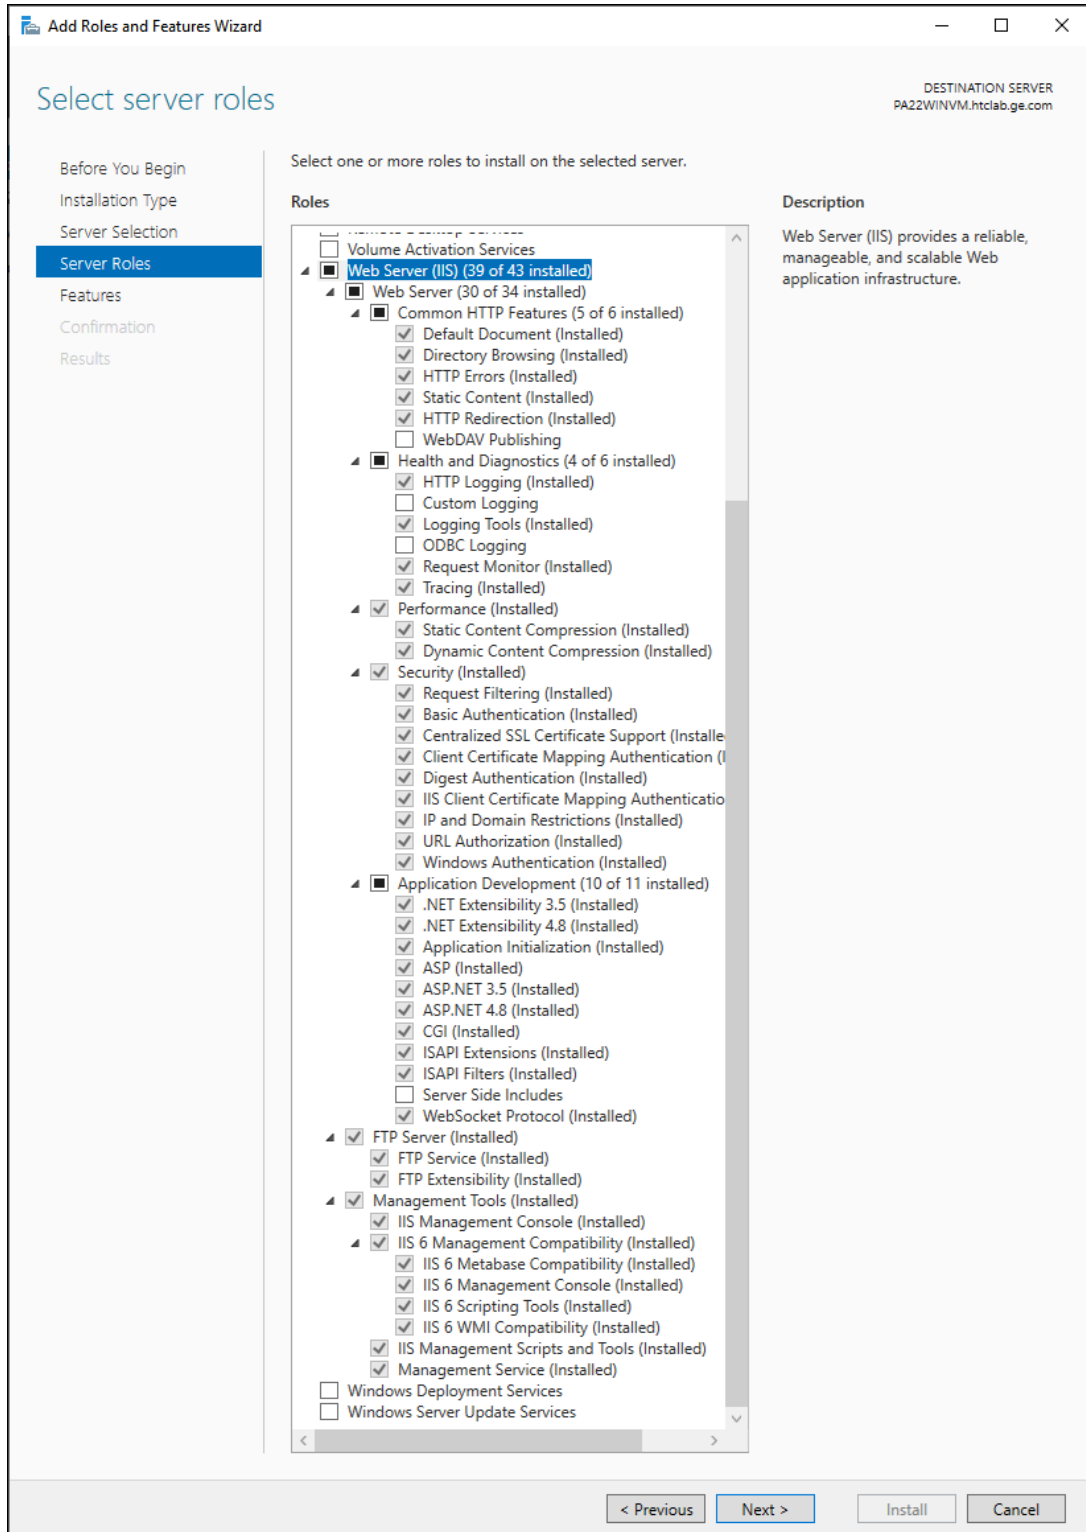 Add Roles and Features Wizard
Select server roles
DESTINATION SERVER
PA22WINVM.htclab.ge.com
Before You Begin
Installation Type
Server Selection
Server Roles
Features
Confirmation
Results
Select one or more roles to install on the selected server.
Roles
Remote Desktop Services
Volume Activation Services
Web Server (IIS) (39 of 43 installed)
Web Server (30 of 34 installed)
Common HTTP Features (5 of 6 installed)
Default Document (Installed)
Directory Browsing (Installed)
HTTP Errors (Installed)
Static Content (Installed)
HTTP Redirection (Installed)
WebDAV Publishing
Health and Diagnostics (4 of 6 installed)
HTTP Logging (Installed)
Custom Logging
Logging Tools (Installed)
ODBC Logging
Request Monitor (Installed)
Tracing (Installed)
Performance (Installed)
Static Content Compression (Installed)
Dynamic Content Compression (Installed)
Security (Installed)
Request Filtering (Installed)
Basic Authentication (Installed)
Centralized SSL Certificate Support (Installe
Client Certificate Mapping Authentication (I
Digest Authentication (Installed)
IIS Client Certificate Mapping Authenticatio
IP and Domain Restrictions (Installed)
URL Authorization (Installed)
Windows Authentication (Installed)
Application Development (10 of 11 installed)
.NET Extensibility 3.5 (Installed)
.NET Extensibility 4.8 (Installed)
Application Initialization (Installed)
ASP (Installed)
ASP.NET 3.5 (Installed)
ASP.NET 4.8 (Installed)
CGI (Installed)
ISAPI Extensions (Installed)
ISAPI Filters (Installed)
Server Side Includes
WebSocket Protocol (Installed)
FTP Server (Installed)
FTP Service (Installed)
FTP Extensibility (Installed)
Management Tools (Installed)
IIS Management Console (Installed)
IIS 6 Management Compatibility (Installed)
IIS 6 Metabase Compatibility (Installed)
IIS 6 Management Console (Installed)
IIS 6 Scripting Tools (Installed)
IIS 6 WMI Compatibility (Installed)
IIS Management Scripts and Tools (Installed)
Management Service (Installed)
Windows Deployment Services
Windows Server Update Services
Description
Web Server (IIS) provides a reliable,
manageable, and scalable Web
application infrastructure.
< Previous
Next >
Install
Cancel